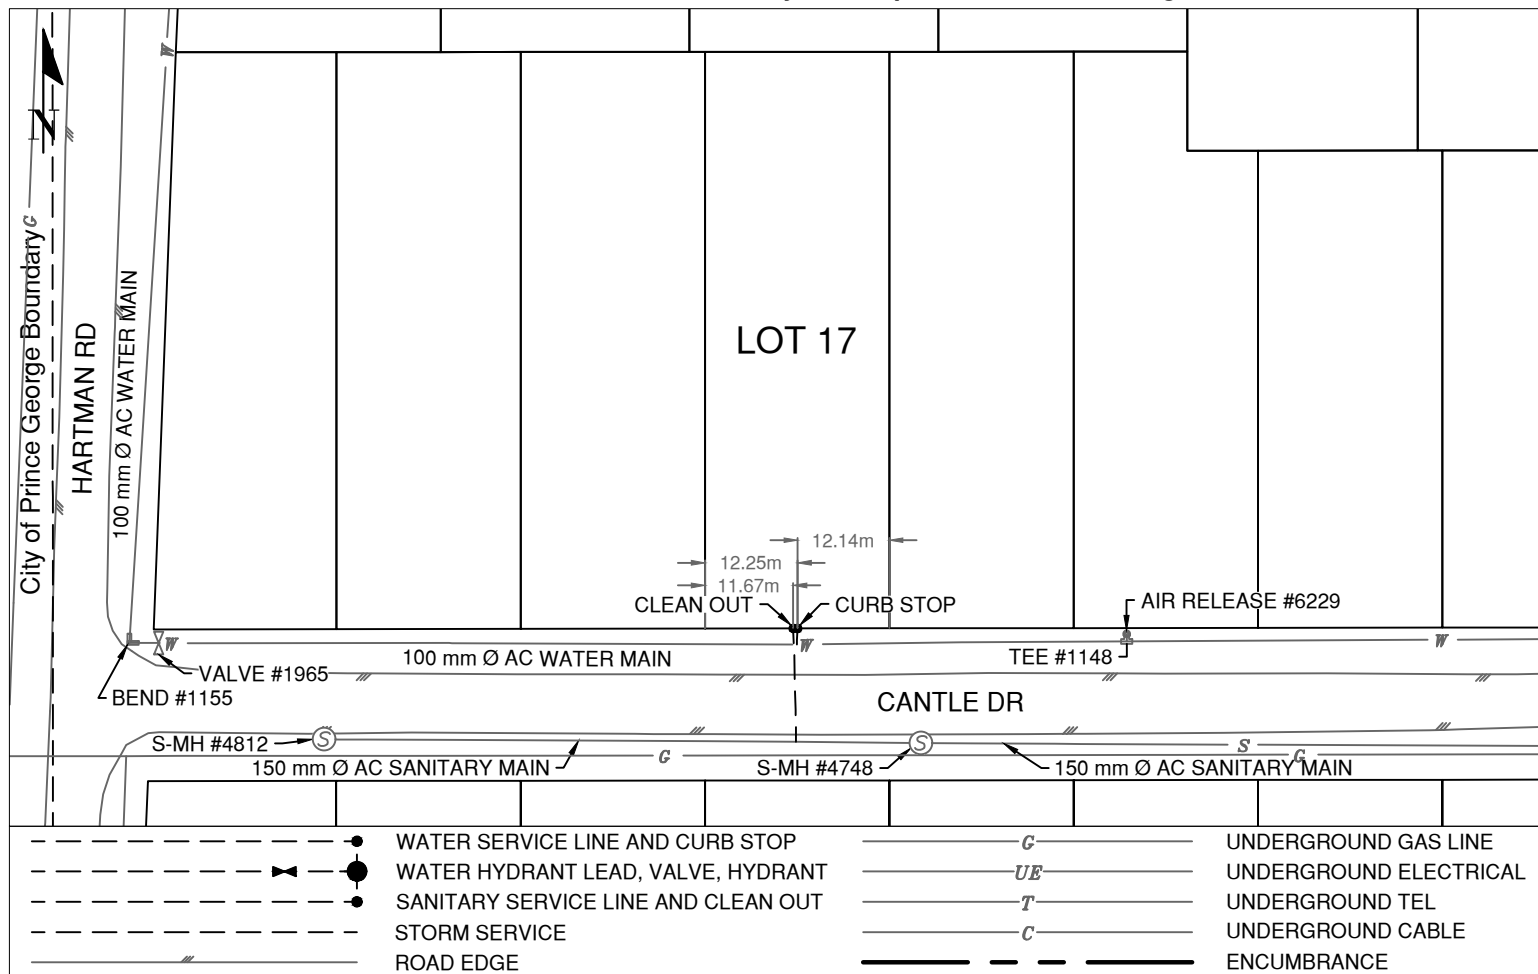 N
W
G
City of Prince George Boundary
HARTMAN RD
100 mm Ø AC WATER MAIN
LOT 17
12.14m
12.25m
11.67m
CLEAN OUT
CURB STOP
AIR RELEASE #6229
W
W
W
100 mm Ø AC WATER MAIN
TEE #1148
VALVE #1965
BEND #1155
CANTLE DR
S-MH #4812
S
S
S
G
G
150 mm Ø AC SANITARY MAIN
S-MH #4748
150 mm Ø AC SANITARY MAIN
WATER SERVICE LINE AND CURB STOP
WATER HYDRANT LEAD, VALVE, HYDRANT
SANITARY SERVICE LINE AND CLEAN OUT
STORM SERVICE
ROAD EDGE
G
UNDERGROUND GAS LINE
UE
UNDERGROUND ELECTRICAL
T
UNDERGROUND TEL
C
UNDERGROUND CABLE
ENCUMBRANCE